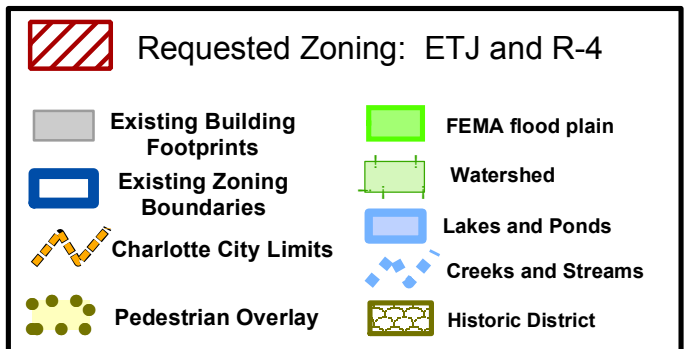 Requested Zoning: ETJ and R-4
Existing Building
Footprints
Existing Zoning
Boundaries
Charlotte City Limits
Pedestrian Overlay
FEMA flood plain
Watershed
Lakes and Ponds
Creeks and Streams
Historic District